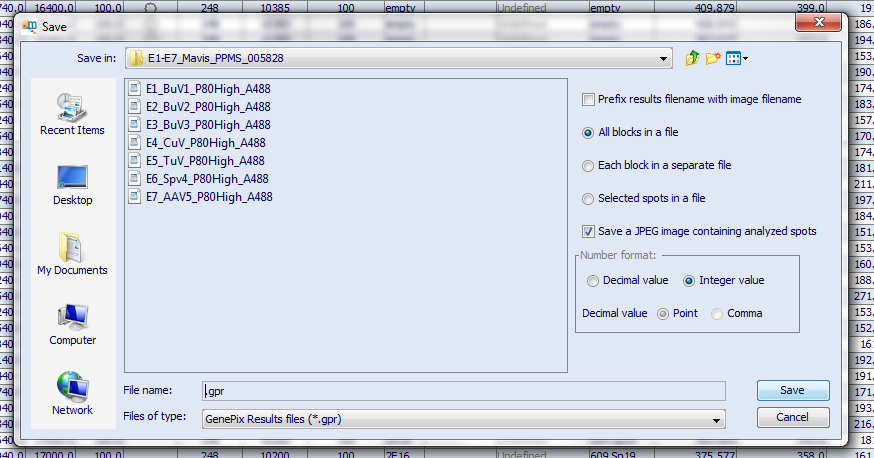 740.0 16400.0 100.0 248 10385 100 empty Undefined empty 409.879 399.0
Save
Save in: E1-E7_Mavis_PPMS_005828
Recent Items
Desktop
My Documents
Computer
Network
E1_BuV1_P80High_A488
E2_BuV2_P80High_A488
E3_BuV3_P80High_A488
E4_CuV_P80High_A488
E5_TuV_P80High_A488
E6_Spv4_P80High_A488
E7_AAV5_P80High_A488
Prefix results filename with image filename
All blocks in a file
Each block in a separate file
Selected spots in a file
Save a JPEG image containing analyzed spots
Number format:
Decimal value Integer value
Decimal value Point Comma
File name: .gpr
Save
Files of type: GenePix Results files (*.gpr)
Cancel
17000.0 100.0 248 10200 100 2E16 Undefined 609 Sp19 375.577 358.0